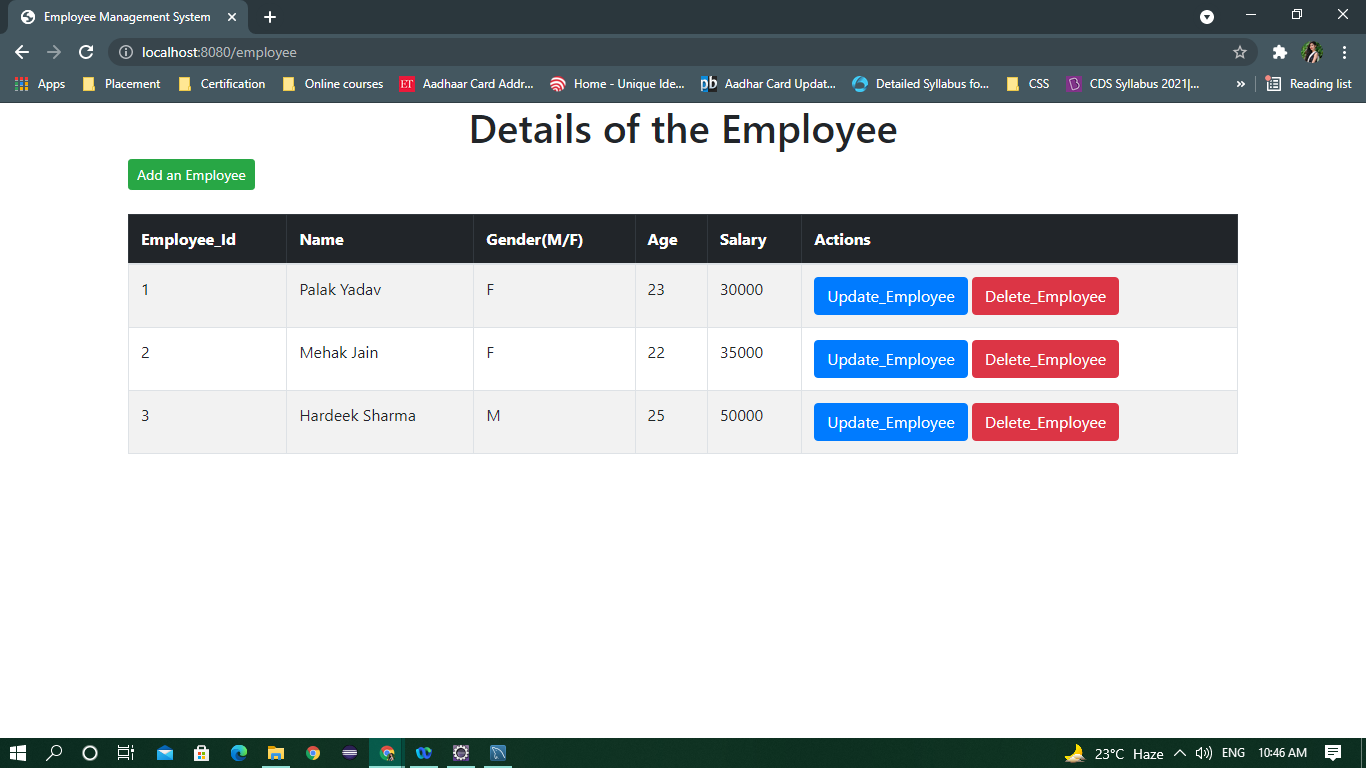 Employee Management System
localhost:8080/employee
Apps Placement Certification Online courses ET Aadhaar Card Addr... Home - Unique Ide... pb Aadhar Card Updat... Detailed Syllabus fo... CSS CDS Syllabus 2021|... » Reading list
Details of the Employee
Add an Employee
Employee_Id Name Gender(M/F) Age Salary Actions
1 Palak Yadav F 23 30000 Update_Employee Delete_Employee
2 Mehak Jain F 22 35000 Update_Employee Delete_Employee
3 Hardeek Sharma M 25 50000 Update_Employee Delete_Employee
23°C Haze ENG 10:46 AM